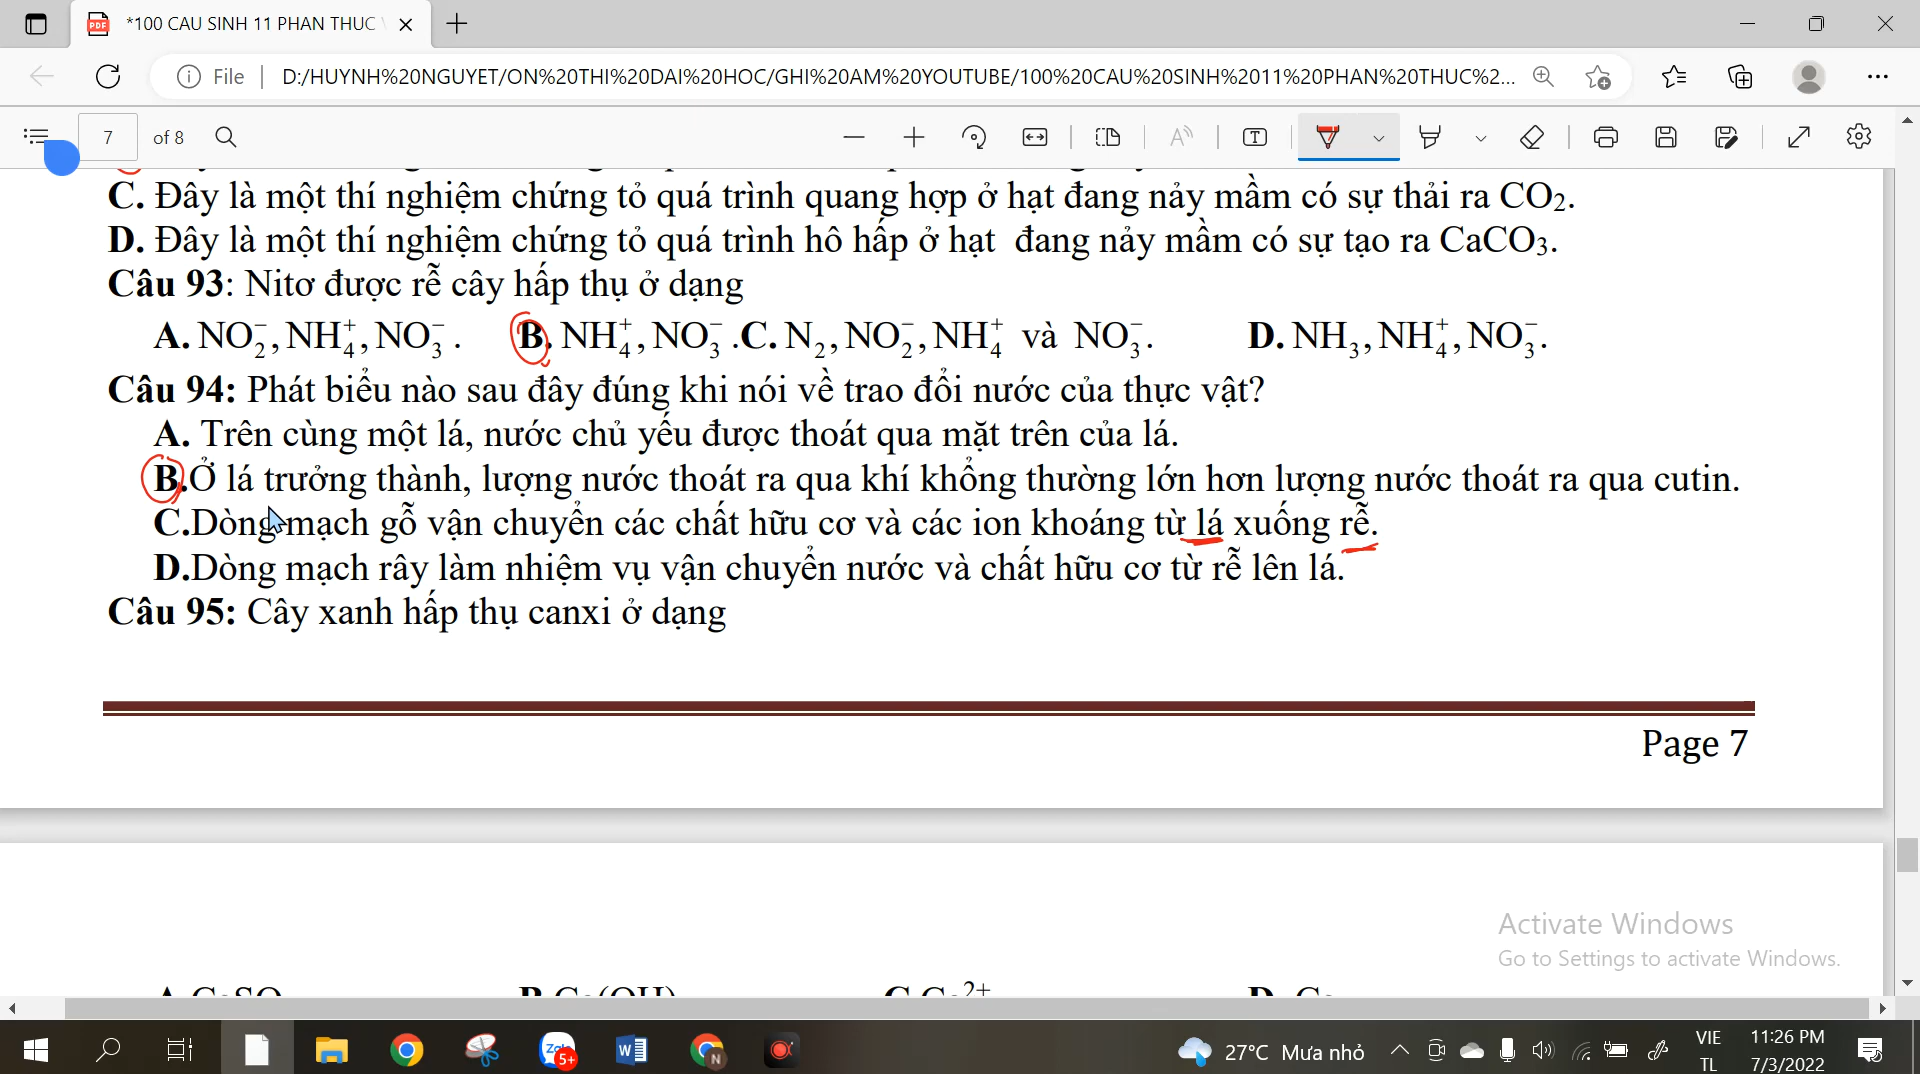 *100 CAU SINH 11 PHAN THUC
File
D:/HUYNH%20NGUYET/ON%20THI%20DAI%20HOC/GHI%20AM%20YOUTUBE/100%20CAU%20SINH%2011%20PHAN%20THUC%2...
7 of 8
C. Đây là một thí nghiệm chứng tỏ quá trình quang hợp ở hạt đang nảy mầm có sự thải ra CO₂.
D. Đây là một thí nghiệm chứng tỏ quá trình hô hấp ở hạt đang nảy mầm có sự tạo ra CaCO₃.
Câu 93: Nitơ được rễ cây hấp thụ ở dạng
A. NO₂⁻, NH₄⁺, NO₃⁻. B. NH₄⁺, NO₃⁻. C. N₂, NO₂⁻, NH₄⁺ và NO₃⁻. D. NH₃, NH₄⁺, NO₃⁻.
Câu 94: Phát biểu nào sau đây đúng khi nói về trao đổi nước của thực vật?
A. Trên cùng một lá, nước chủ yếu được thoát qua mặt trên của lá.
B.Ở lá trưởng thành, lượng nước thoát ra qua khí khổng thường lớn hơn lượng nước thoát ra qua cutin.
C.Dòng mạch gỗ vận chuyển các chất hữu cơ và các ion khoáng từ lá xuống rễ.
D.Dòng mạch rây làm nhiệm vụ vận chuyển nước và chất hữu cơ từ rễ lên lá.
Câu 95: Cây xanh hấp thụ canxi ở dạng
Page 7
Activate Windows
Go to Settings to activate Windows.
27°C Mưa nhỏ
VIE
TL
11:26 PM
7/3/2022